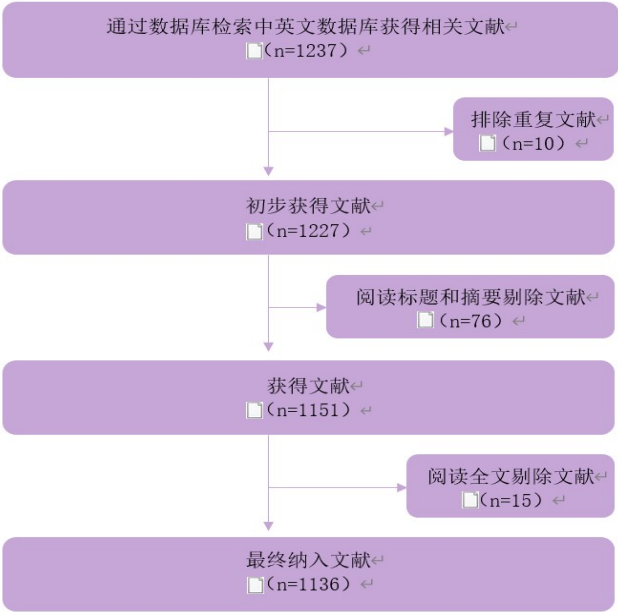 通过数据库检索中英文数据库获得相关文献↵
（n=1237）↵
排除重复文献↵
（n=10）↵
初步获得文献↵
（n=1227）↵
阅读标题和摘要剔除文献↵
（n=76）↵
获得文献↵
（n=1151）↵
阅读全文剔除文献↵
（n=15）↵
最终纳入文献↵
（n=1136）↵